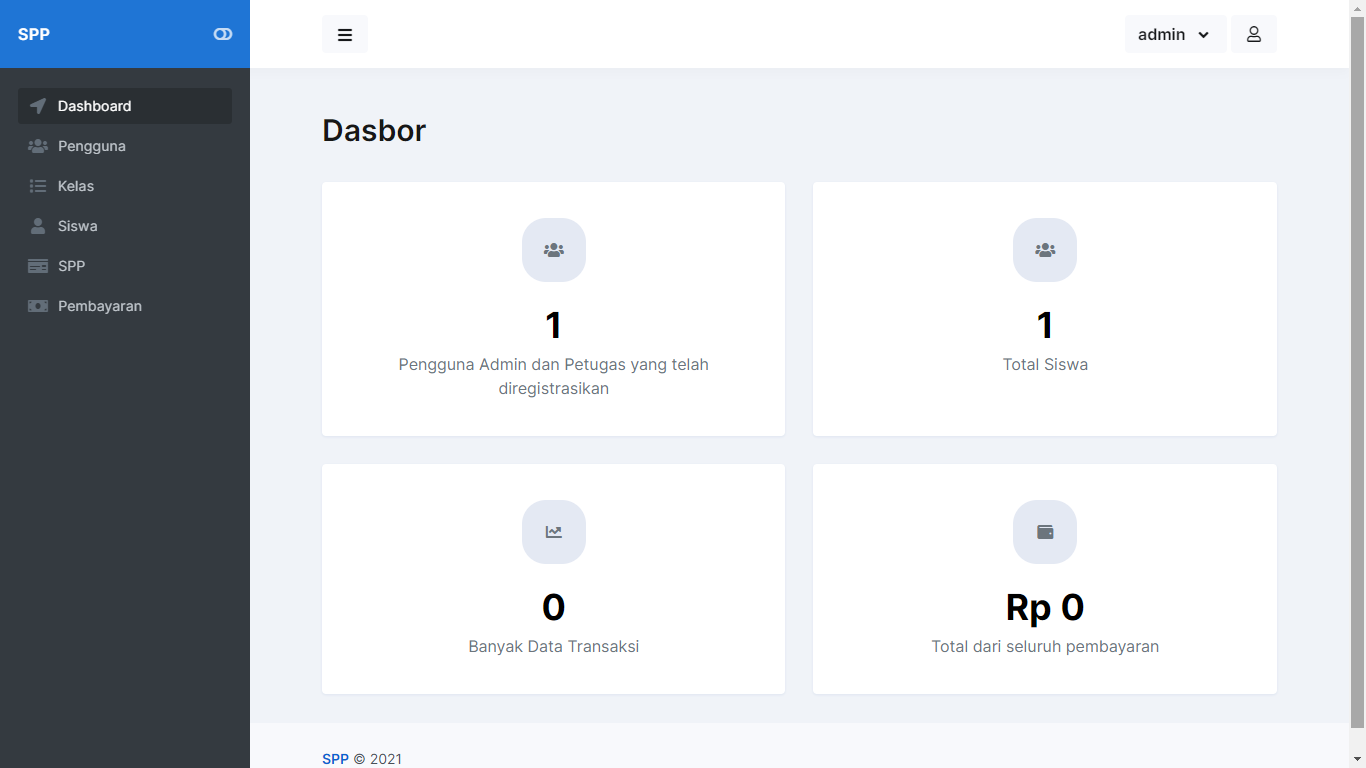 SPP
admin
Dashboard
Pengguna
Kelas
Siswa
SPP
Pembayaran
Dasbor
1
Pengguna Admin dan Petugas yang telah
diregistrasikan
1
Total Siswa
0
Banyak Data Transaksi
Rp 0
Total dari seluruh pembayaran
SPP © 2021